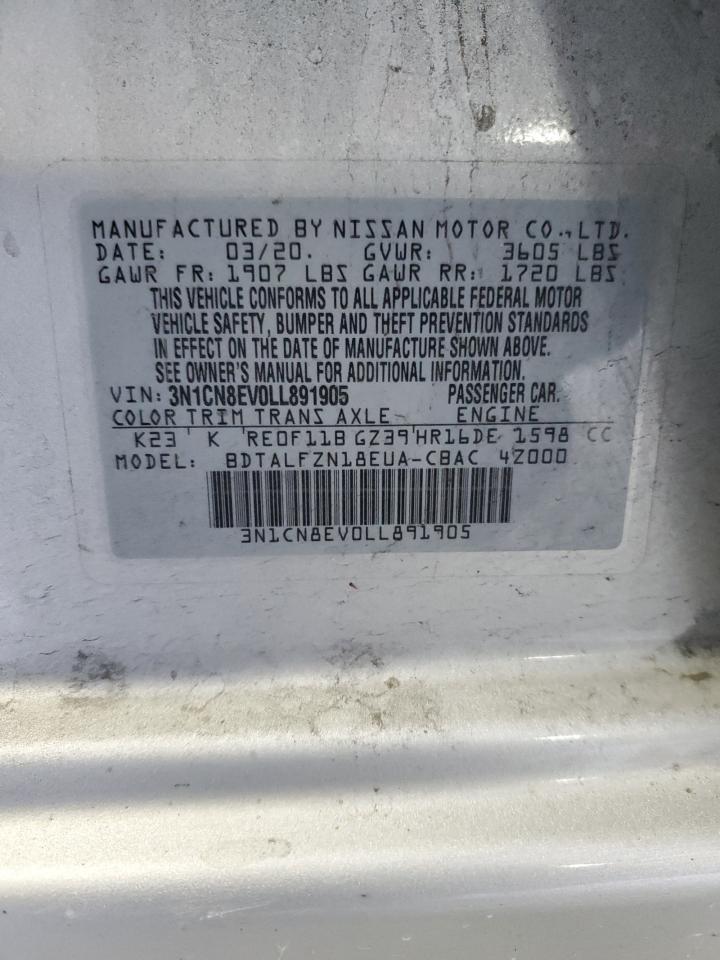 MANUFACTURED BY NISSAN MOTOR CO., LTD.
DATE: 03/20. GVWR: 3605 LBS
GAWR FR: 1907 LBS GAWR RR: 1720 LBS
THIS VEHICLE CONFORMS TO ALL APPLICABLE FEDERAL MOTOR
VEHICLE SAFETY, BUMPER AND THEFT PREVENTION STANDARDS
IN EFFECT ON THE DATE OF MANUFACTURE SHOWN ABOVE.
SEE OWNER'S MANUAL FOR ADDITIONAL INFORMATION.
VIN: 3N1CN8EV0LL891905 PASSENGER CAR.
COLOR TRIM TRANS AXLE ENGINE
K23 K RE0F11B GZ39 HR16DE 1598 CC
MODEL: BDTALFZN18EUA-CBAC 4Z000
3N1CN8EV0LL891905